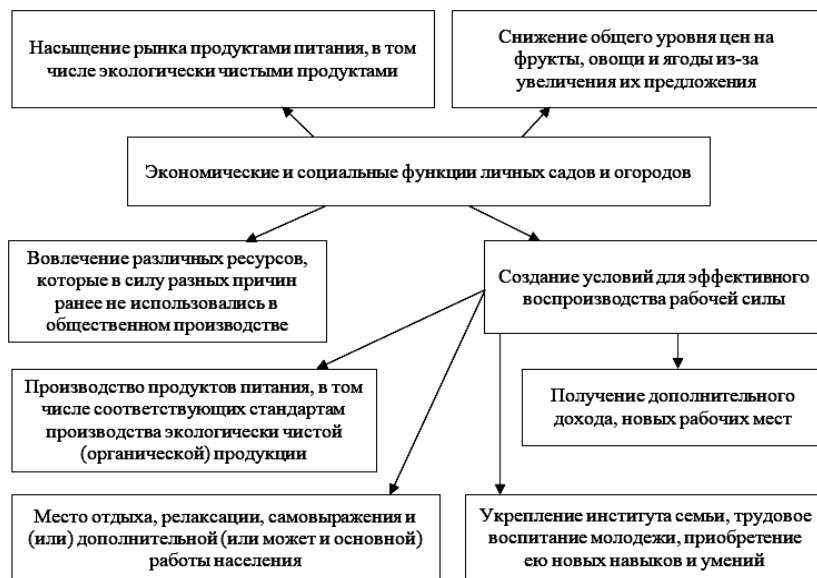 Насыщение рынка продуктами питания, в том
числе экологически чистыми продуктами
Снижение общего уровня цен на
фрукты, овощи и ягоды из-за
увеличения их предложения
Экономические и социальные функции личных садов и огородов
Вовлечение различных ресурсов,
которые в силу разных причин
ранее не использовались в
общественном производстве
Создание условий для эффективного
воспроизводства рабочей силы
Производство продуктов питания, в том
числе соответствующих стандартам
производства экологически чистой
(органической) продукции
Получение дополнительного
дохода, новых рабочих мест
Место отдыха, релаксации, самовыражения и
(или) дополнительной (или может и основной)
работы населения
Укрепление института семьи, трудовое
воспитание молодежи, приобретение
ею новых навыков и умений